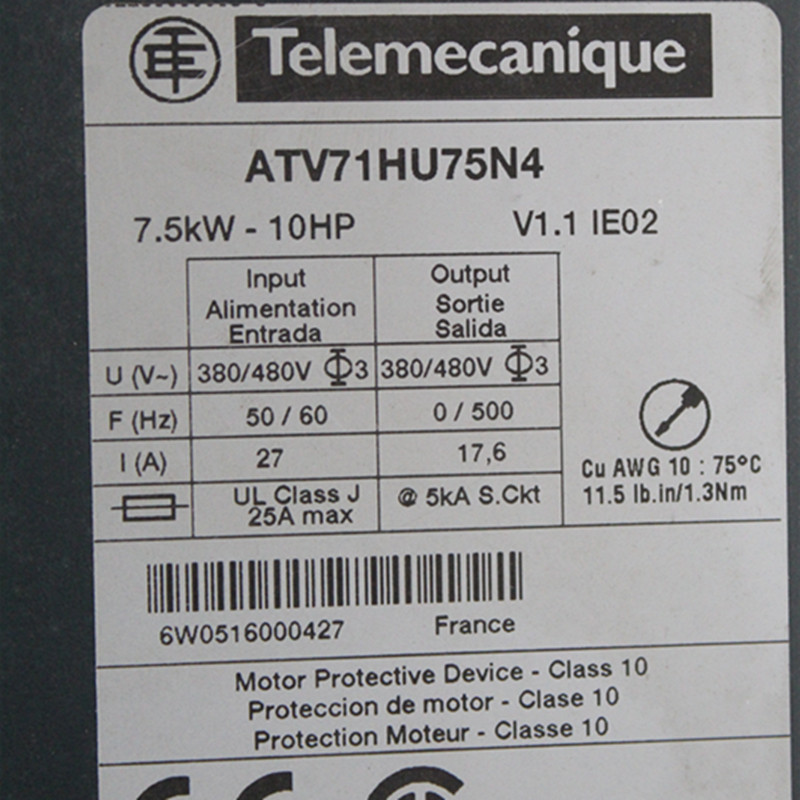 Telemecanique
ATV71HU75N4
7.5kW - 10HP V1.1 IE02
Input Output
Alimentation Sortie
Entrada Salida
U (V~) 380/480V Φ3 380/480V Φ3
F (Hz) 50 / 60 0 / 500
I (A) 27 17,6
UL Class J @ 5kA S.Ckt
25A max
Cu AWG 10 : 75°C
11.5 lb.in/1.3Nm
6W0516000427 France
Motor Protective Device - Class 10
Proteccion de motor - Clase 10
Protection Moteur - Classe 10